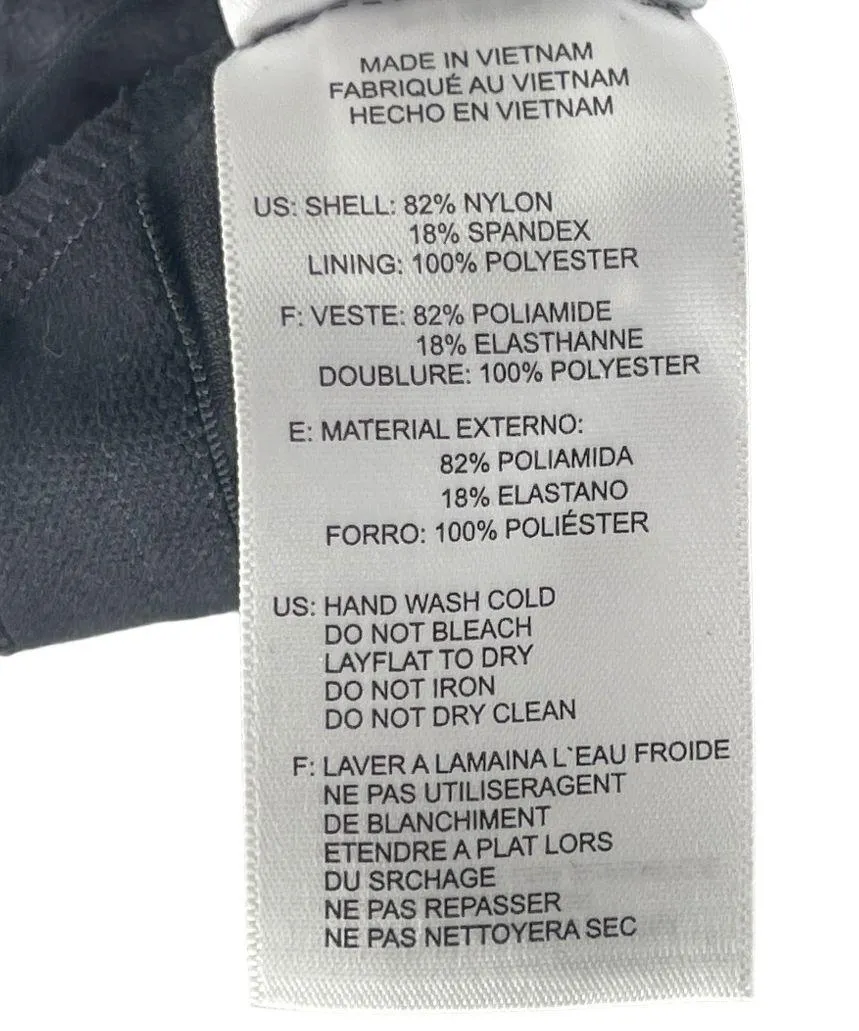 MADE IN VIETNAM
FABRIQUÉ AU VIETNAM
HECHO EN VIETNAM
US: SHELL: 82% NYLON
18% SPANDEX
LINING: 100% POLYESTER
F: VESTE: 82% POLIAMIDE
18% ELASTHANNE
DOUBLURE: 100% POLYESTER
E: MATERIAL EXTERNO:
82% POLIAMIDA
18% ELASTANO
FORRO: 100% POLIÉSTER
US: HAND WASH COLD
DO NOT BLEACH
LAYFLAT TO DRY
DO NOT IRON
DO NOT DRY CLEAN
F: LAVER A LAMAINA L`EAU FROIDE
NE PAS UTILISERAGENT
DE BLANCHIMENT
ETENDRE A PLAT LORS
DU SRCHAGE
NE PAS REPASSER
NE PAS NETTOYERA SEC